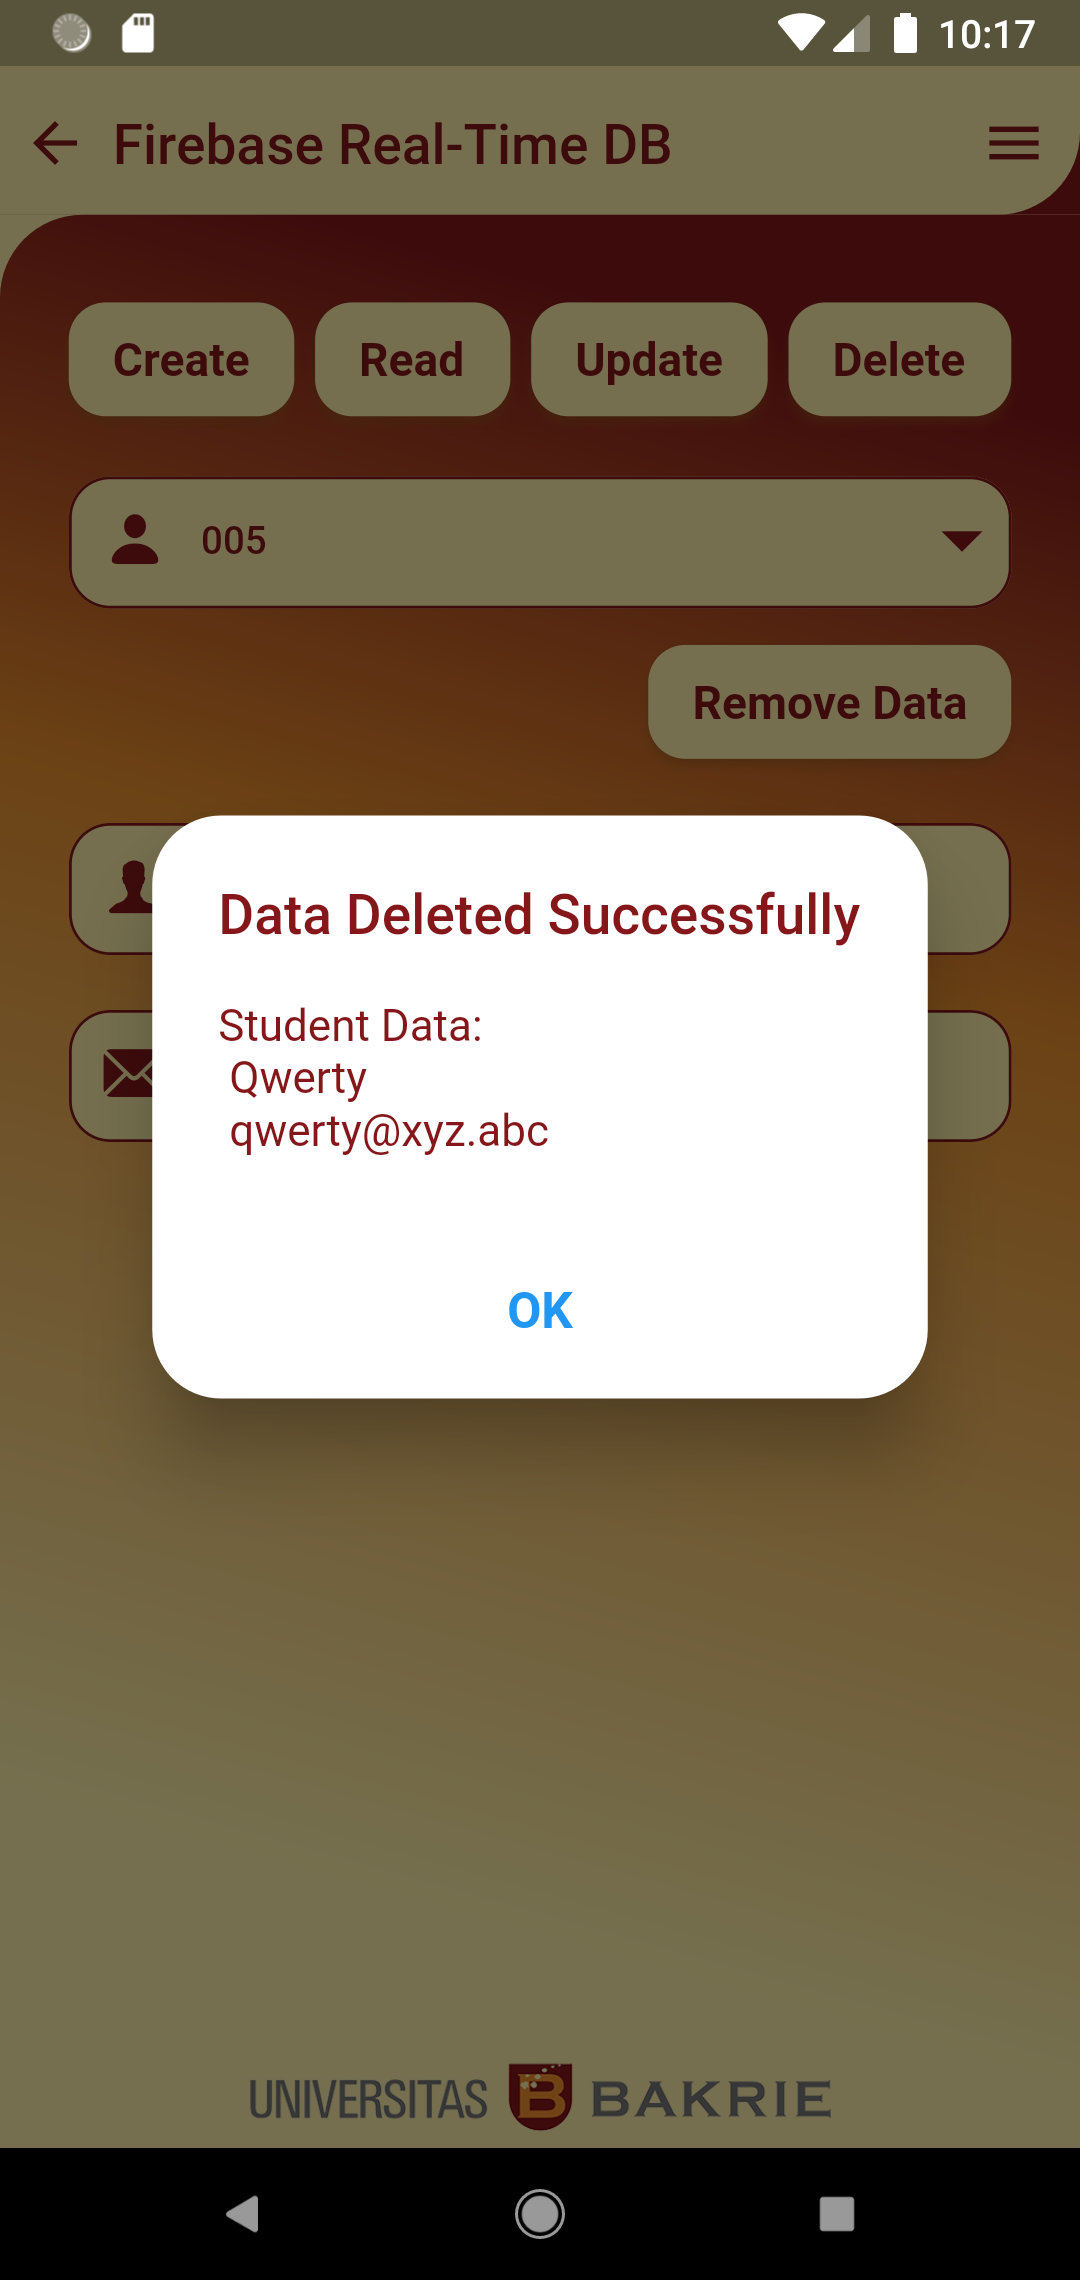 10:17
Firebase Real-Time DB
Create Read Update Delete
005
Remove Data
Data Deleted Successfully
Student Data:
Qwerty
qwerty@xyz.abc
OK
UNIVERSITAS B BAKRIE